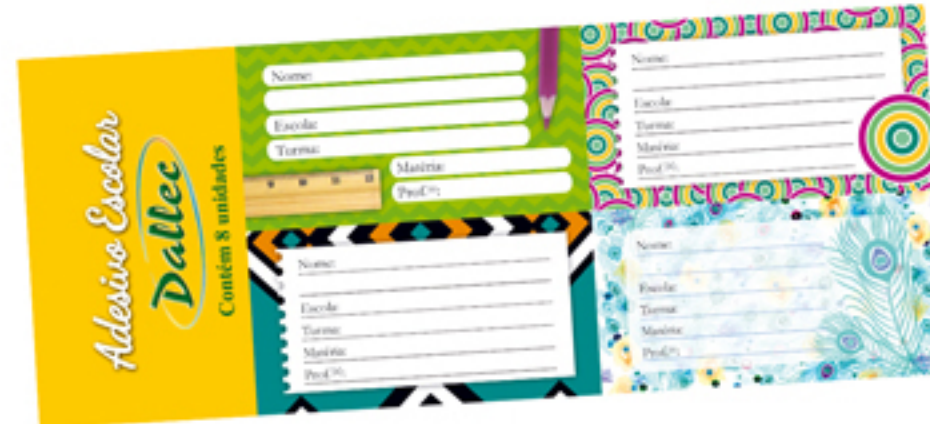 Adesivo Escolar
Dallec
Contém 8 unidades
Nome:
Escola:
Turma:
Matéria:
Prof(ª):
Nome:
Escola:
Turma:
Matéria:
Prof(ª):
Nome:
Escola:
Turma:
Matéria:
Prof(ª):
Nome:
Escola:
Turma:
Matéria:
Prof(ª):